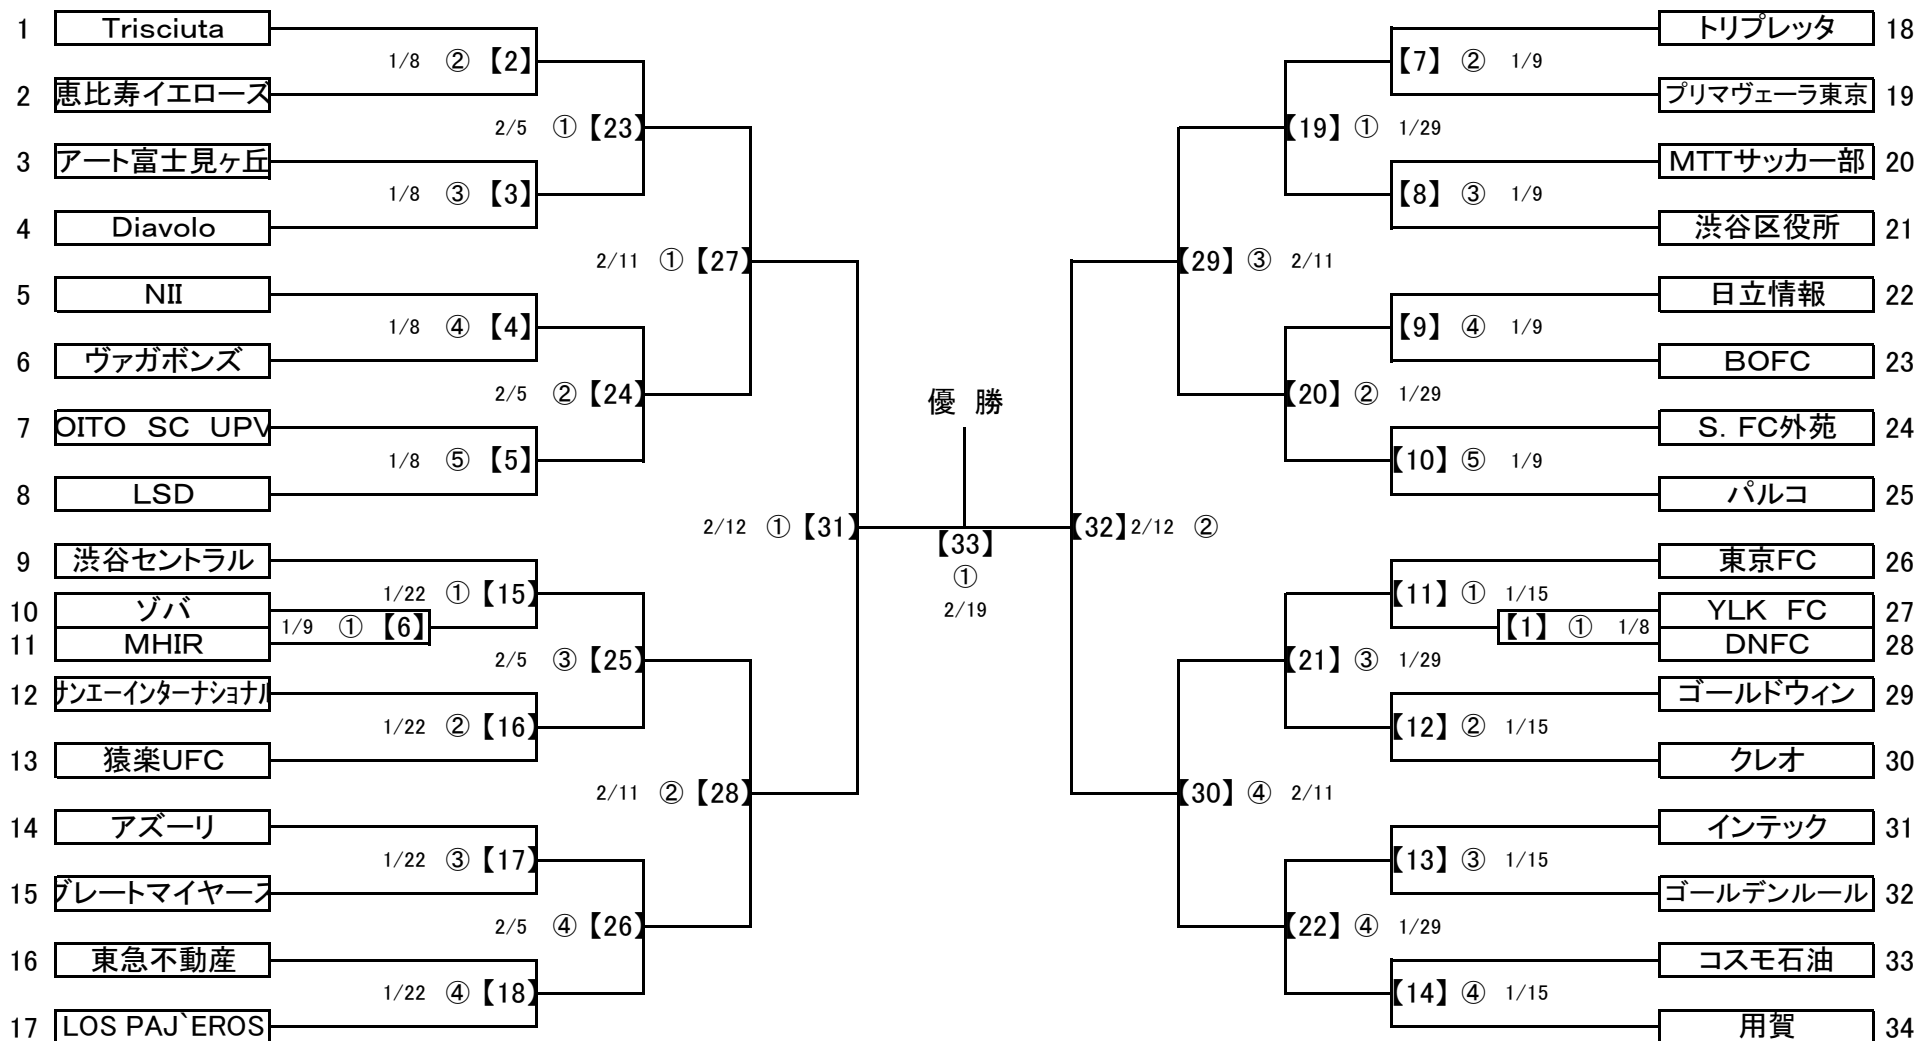 1 Trisciuta トリプレッタ 18
1/8 ② 【2】 【7】 ② 1/9
2 恵比寿イエローズ プリマヴェーラ東京 19
2/5 ① 【23】 【19】 ① 1/29
3 アート富士見ヶ丘 MTTサッカー部 20
1/8 ③ 【3】 【8】 ③ 1/9
4 Diavolo 渋谷区役所 21
2/11 ① 【27】 【29】 ③ 2/11
5 NII 日立情報 22
1/8 ④ 【4】 【9】 ④ 1/9
6 ヴァガボンズ BOFC 23
2/5 ② 【24】 優 勝 【20】 ② 1/29
7 OITO SC UPV S. FC外苑 24
1/8 ⑤ 【5】 【10】 ⑤ 1/9
8 LSD パルコ 25
2/12 ① 【31】 【32】 2/12 ②
【33】
9 渋谷セントラル 東京FC 26
①
1/22 ① 【15】 【11】 ① 1/15
10 ゾバ 2/19 YLK FC 27
1/9 ① 【6】 【1】 ① 1/8
11 MHIR DNFC 28
2/5 ③ 【25】 【21】 ③ 1/29
12 サンエーインターナショナル ゴールドウィン 29
1/22 ② 【16】 【12】 ② 1/15
13 猿楽UFC クレオ 30
2/11 ② 【28】 【30】 ④ 2/11
14 アズーリ インテック 31
1/22 ③ 【17】 【13】 ③ 1/15
15 ブレートマイヤーズ ゴールデンルール 32
2/5 ④ 【26】 【22】 ④ 1/29
16 東急不動産 コスモ石油 33
1/22 ④ 【18】 【14】 ④ 1/15
17 LOS PAJ`EROS 用賀 34